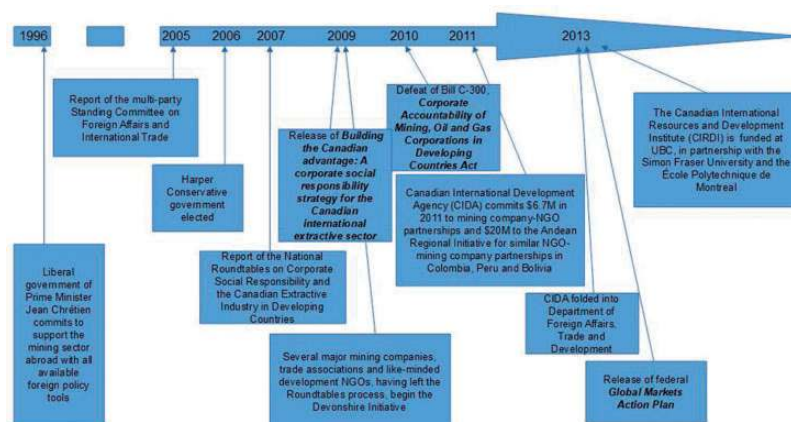 1996
2005
2006
2007
2009
2010
2011
2013
Report of the multi-party
Standing Committee on
Foreign Affairs and
International Trade
Harper
Conservative
government
elected
Liberal
government of
Prime Minister
Jean Chrétien
commits to
support the
mining sector
abroad with all
available
foreign policy
tools
Release of Building
the Canadian
advantage: A
corporate social
responsibility
strategy for the
Canadian
international
extractive sector
Report of the National
Roundtables on Corporate
Social Responsibility and
the Canadian Extractive
Industry in Developing
Countries
Several major mining companies,
trade associations and like-minded
development NGOs, having left the
Roundtables process, begin the
Devonshire Initiative
Defeat of Bill C-300,
Corporate
Accountability of
Mining, Oil and Gas
Corporations in
Developing
Countries Act
Canadian International Development
Agency (CIDA) commits $6.7M in
2011 to mining company-NGO
partnerships and $20M to the Andean
Regional Initiative for similar NGO-
mining company partnerships in
Colombia, Peru and Bolivia
CIDA folded into
Department of
Foreign Affairs,
Trade and
Development
Release of federal
Global Markets
Action Plan
The Canadian International
Resources and Development
Institute (CIRDI) is funded at
UBC, in partnership with the
Simon Fraser University and the
École Polytechnique de
Montreal